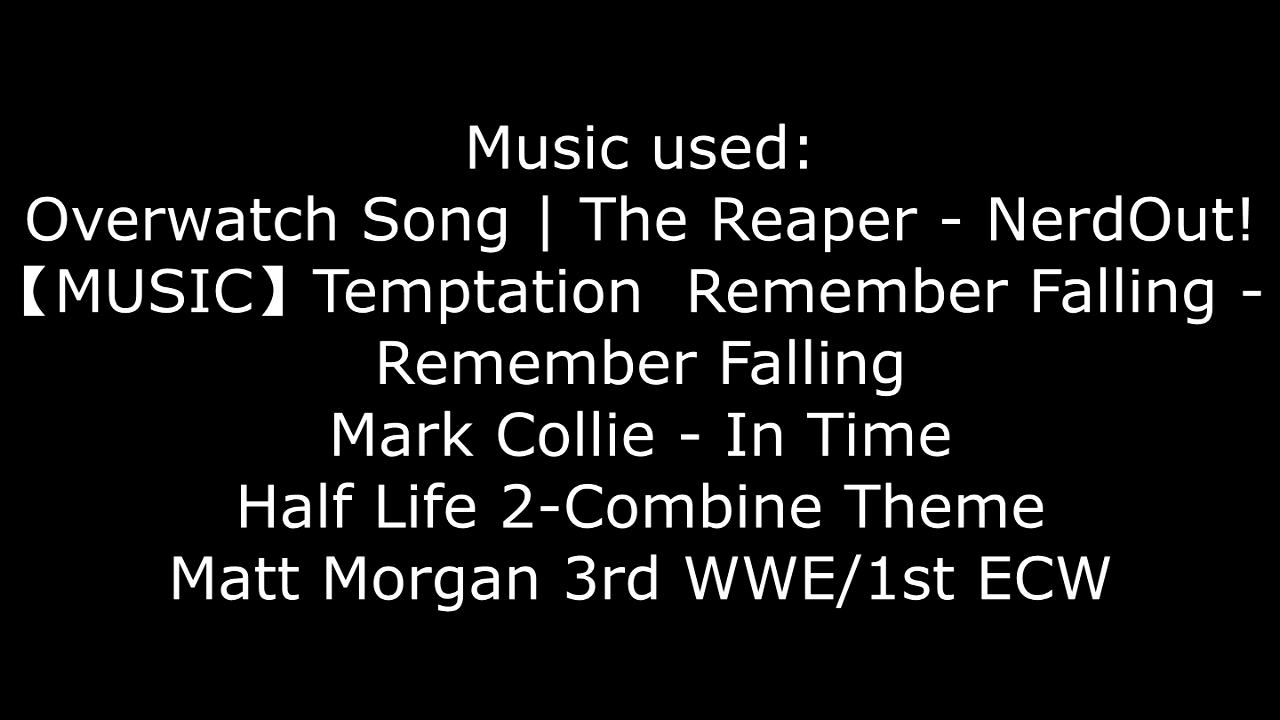 Music used:
Overwatch Song | The Reaper - NerdOut!
【MUSIC】Temptation  Remember Falling -
Remember Falling
Mark Collie - In Time
Half Life 2-Combine Theme
Matt Morgan 3rd WWE/1st ECW